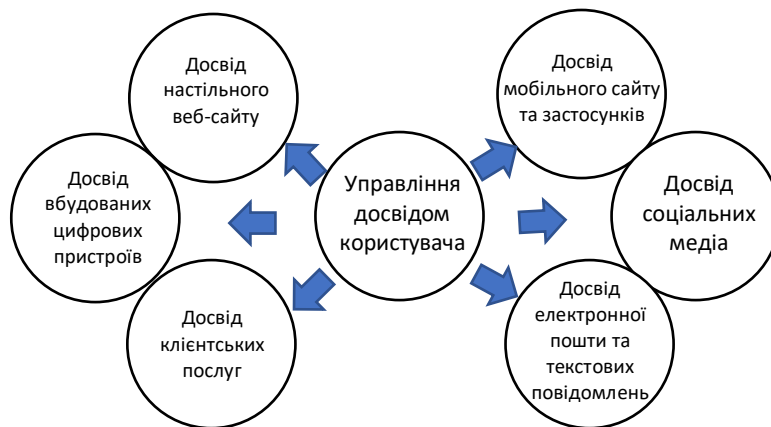 Досвід
настільного
веб-сайту
Досвід
мобільного сайту
та застосунків
Досвід
вбудованих
цифрових
пристроїв
Управління
досвідом
користувача
Досвід
соціальних
медіа
Досвід
клієнтських
послуг
Досвід
електронної
пошти та
текстових
повідомлень